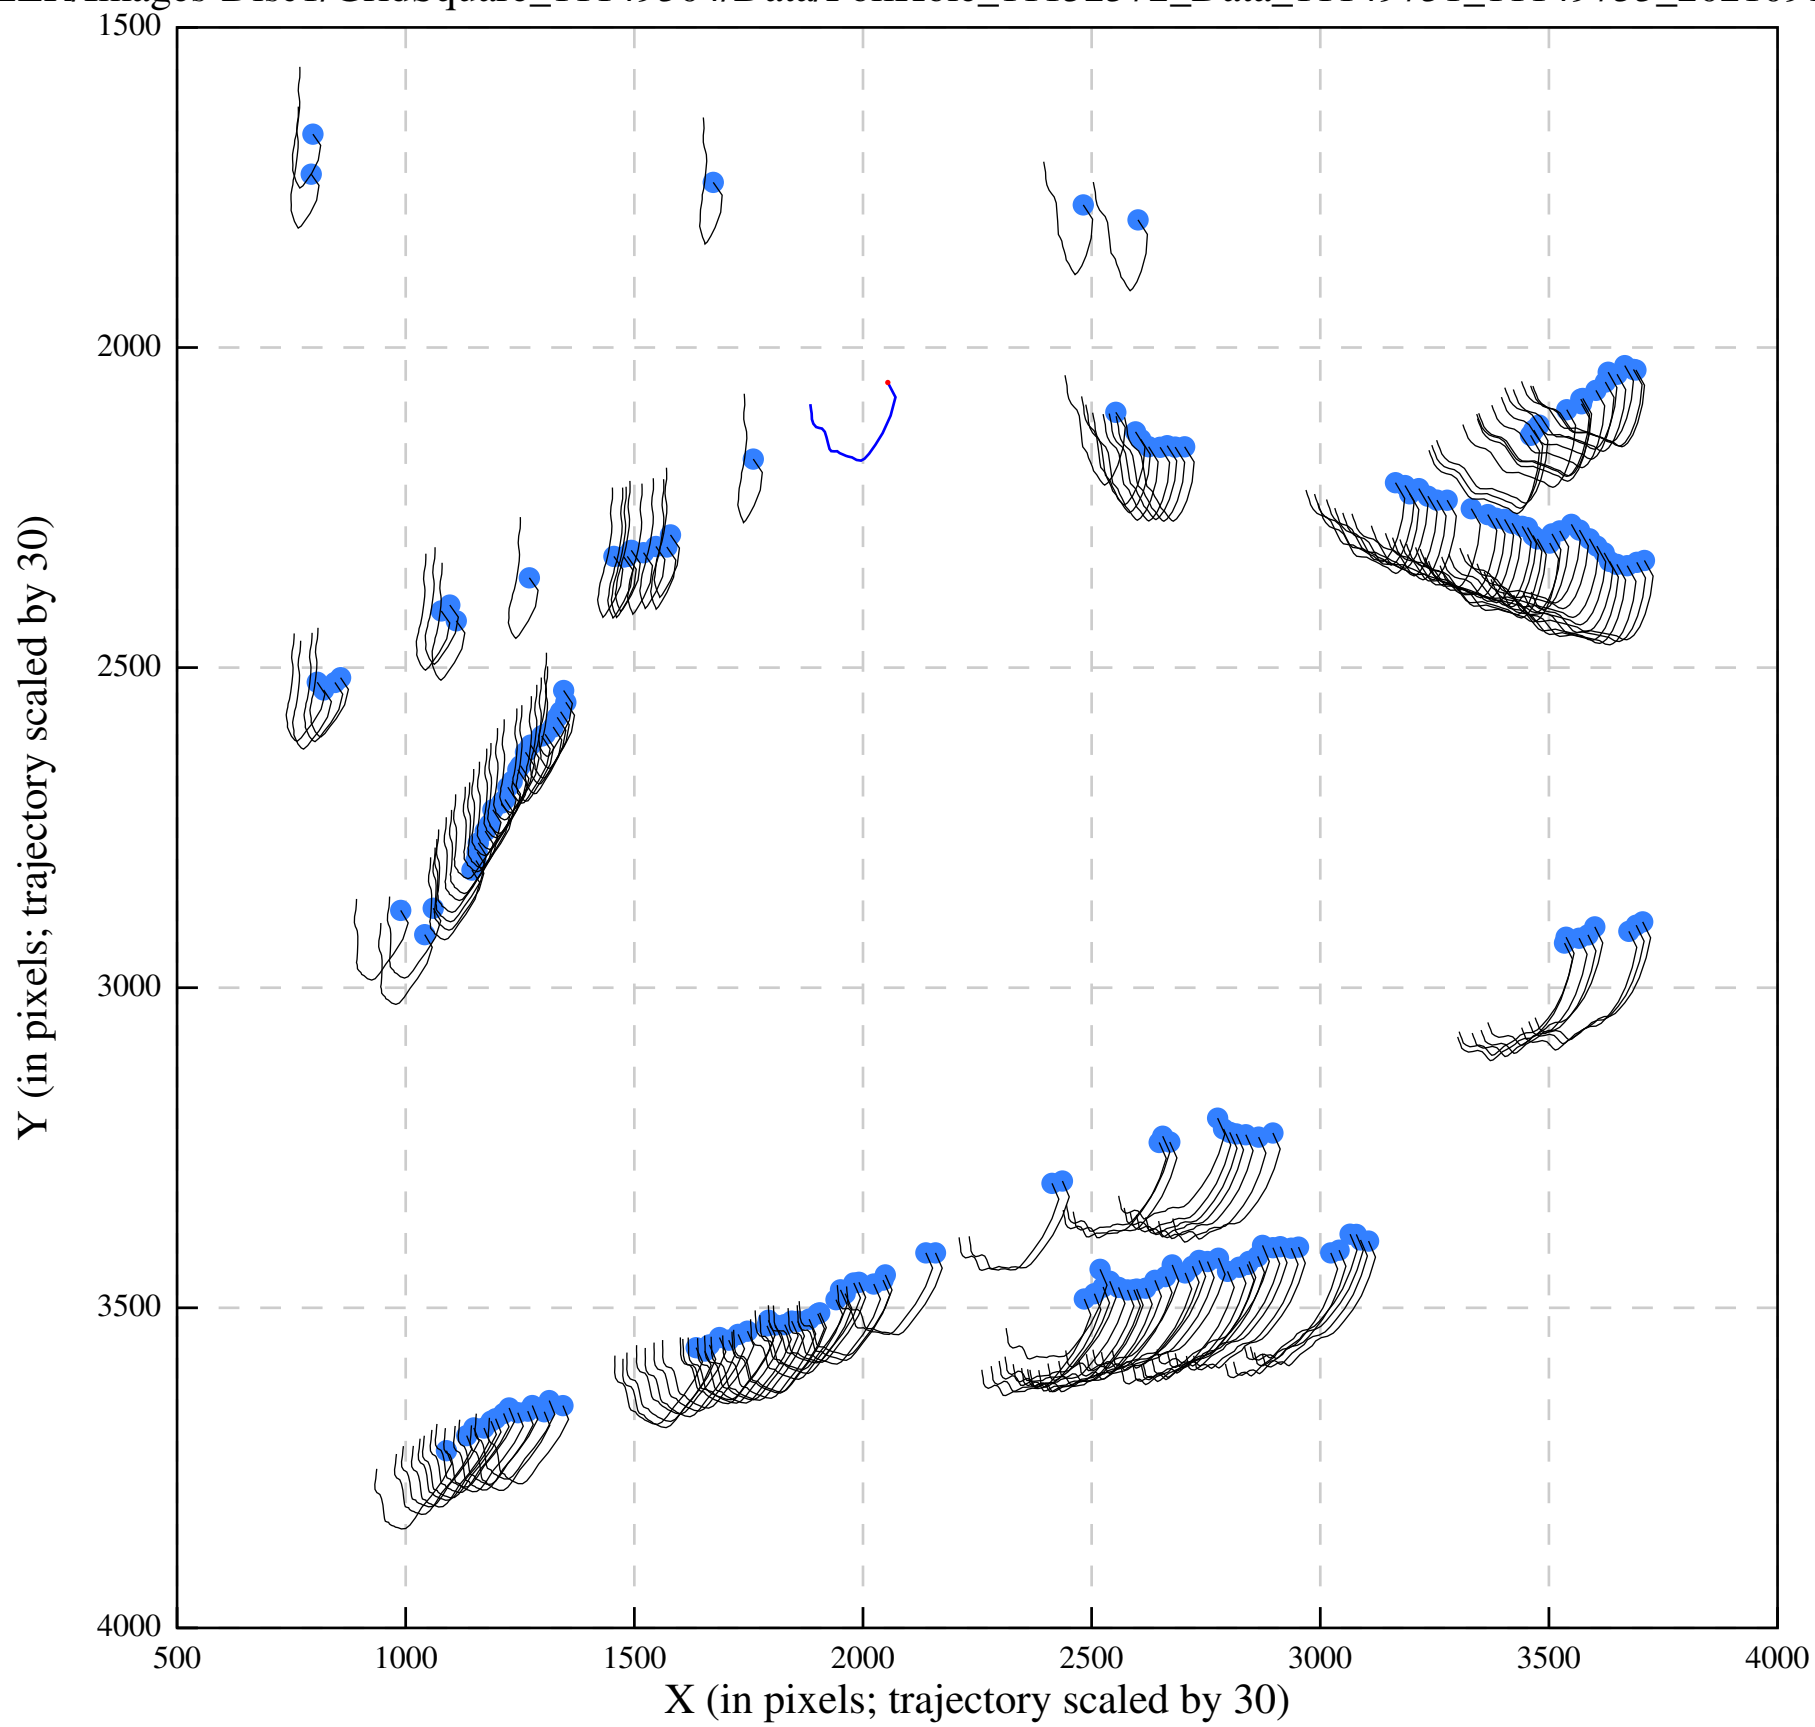 1500
2000
2500
3000
3500
4000
500 1000 1500 2000 2500 3000 3500 4000
X (in pixels; trajectory scaled by 30)
Y (in pixels; trajectory scaled by 30)